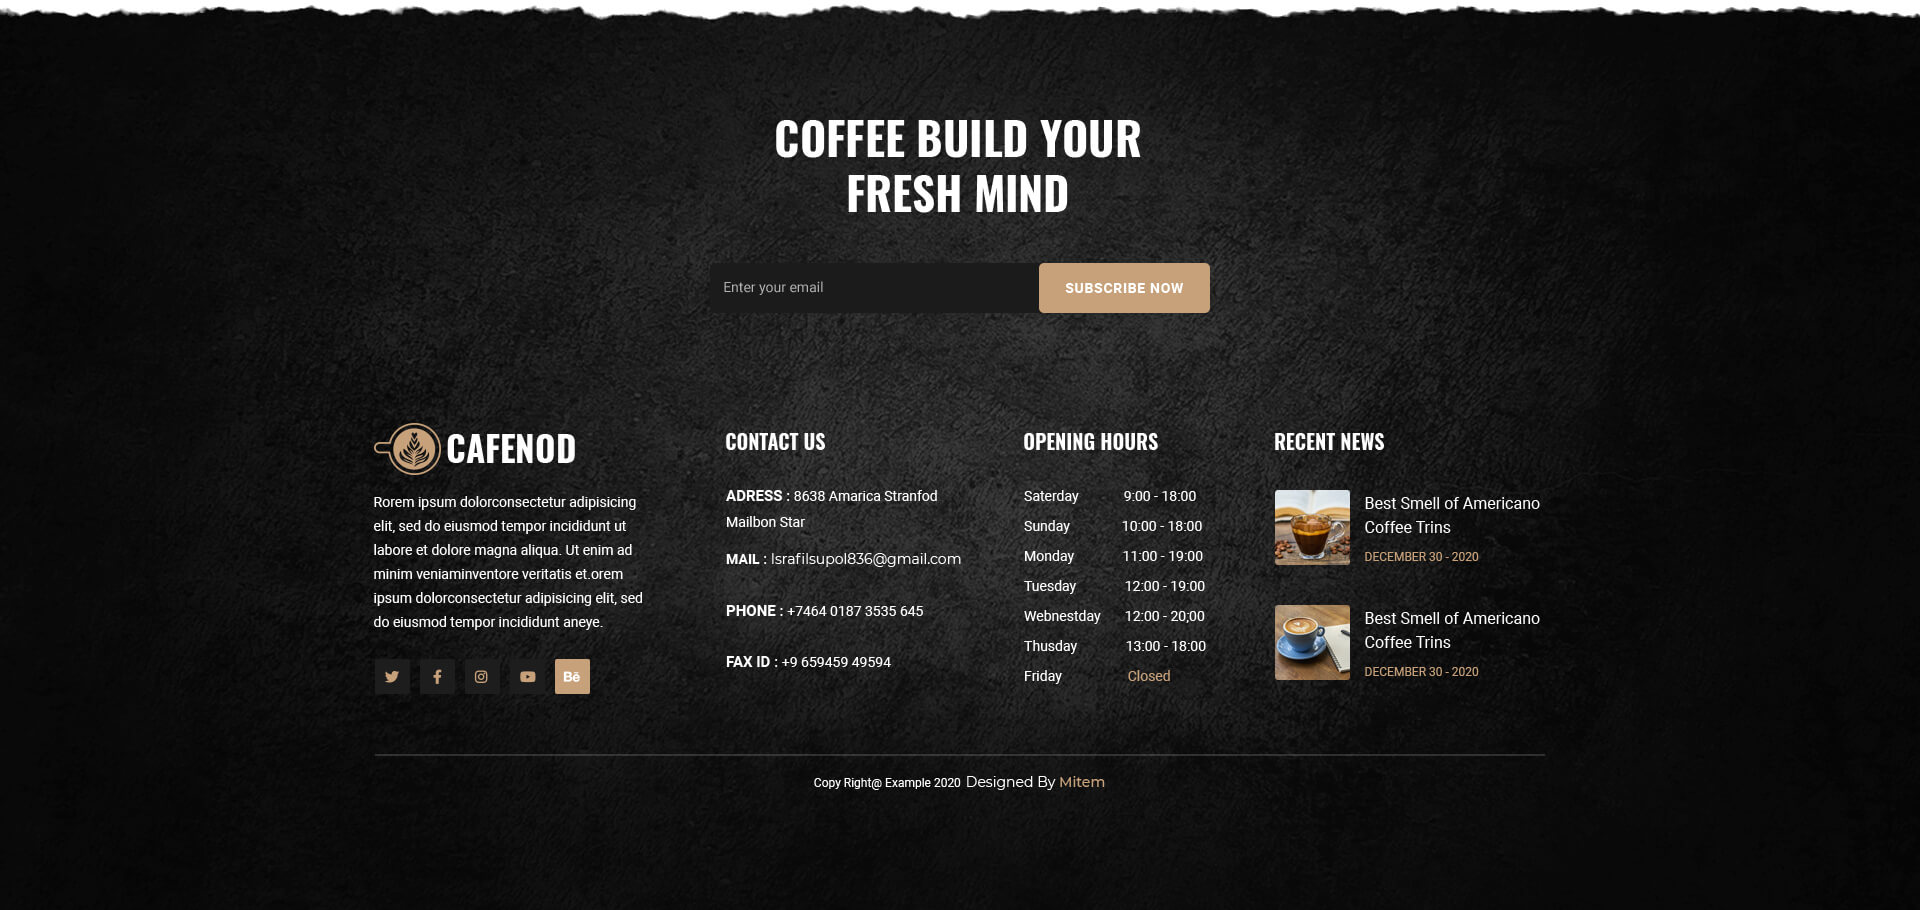 COFFEE BUILD YOUR
FRESH MIND
Enter your email
SUBSCRIBE NOW
CAFENOD
Rorem ipsum dolorconsectetur adipisicing
elit, sed do eiusmod tempor incididunt ut
labore et dolore magna aliqua. Ut enim ad
minim veniaminventore veritatis et.orem
ipsum dolorconsectetur adipisicing elit, sed
do eiusmod tempor incididunt aneye.
Bē
CONTACT US
ADRESS : 8638 Amarica Stranfod
Mailbon Star
MAIL : lsrafilsupol836@gmail.com
PHONE : +7464 0187 3535 645
FAX ID : +9 659459 49594
OPENING HOURS
Saterday 9:00 - 18:00
Sunday 10:00 - 18:00
Monday 11:00 - 19:00
Tuesday 12:00 - 19:00
Webnestday 12:00 - 20;00
Thusday 13:00 - 18:00
Friday Closed
RECENT NEWS
Best Smell of Americano
Coffee Trins
DECEMBER 30 - 2020
Best Smell of Americano
Coffee Trins
DECEMBER 30 - 2020
Copy Right@ Example 2020 Designed By Mitem